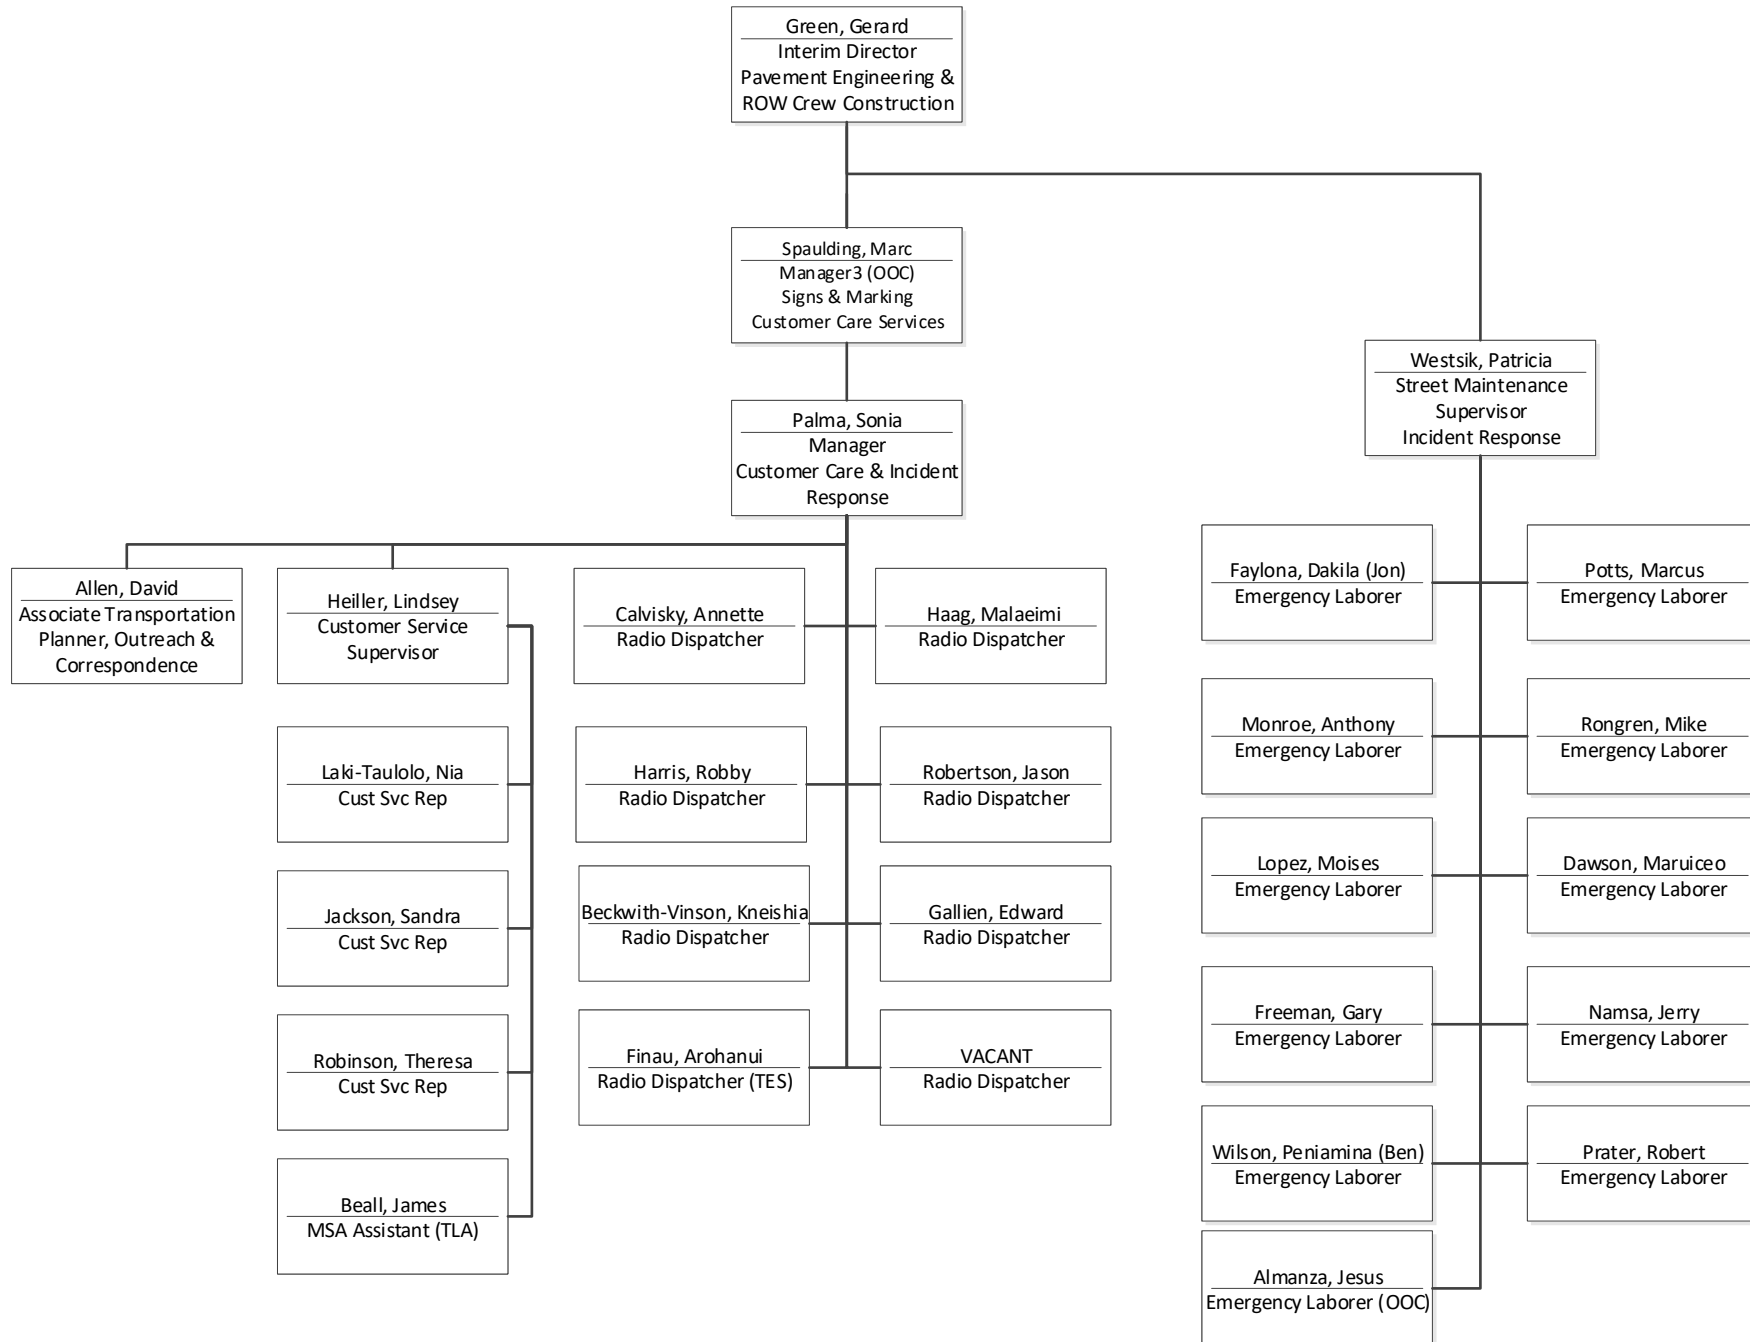 Green, Gerard
Interim Director
Pavement Engineering &
ROW Crew Construction
Spaulding, Marc
Manager3 (OOC)
Signs & Marking
Customer Care Services
Palma, Sonia
Manager
Customer Care & Incident
Response
Westsik, Patricia
Street Maintenance
Supervisor
Incident Response
Allen, David
Associate Transportation
Planner, Outreach &
Correspondence
Heiller, Lindsey
Customer Service
Supervisor
Laki-Taulolo, Nia
Cust Svc Rep
Jackson, Sandra
Cust Svc Rep
Robinson, Theresa
Cust Svc Rep
Beall, James
MSA Assistant (TLA)
Calvisky, Annette
Radio Dispatcher
Haag, Malaeimi
Radio Dispatcher
Harris, Robby
Radio Dispatcher
Robertson, Jason
Radio Dispatcher
Beckwith-Vinson, Kneishia
Radio Dispatcher
Gallien, Edward
Radio Dispatcher
Finau, Arohanui
Radio Dispatcher (TES)
VACANT
Radio Dispatcher
Faylona, Dakila (Jon)
Emergency Laborer
Potts, Marcus
Emergency Laborer
Monroe, Anthony
Emergency Laborer
Rongren, Mike
Emergency Laborer
Lopez, Moises
Emergency Laborer
Dawson, Maruiceo
Emergency Laborer
Freeman, Gary
Emergency Laborer
Namsa, Jerry
Emergency Laborer
Wilson, Peniamina (Ben)
Emergency Laborer
Prater, Robert
Emergency Laborer
Almanza, Jesus
Emergency Laborer (OOC)